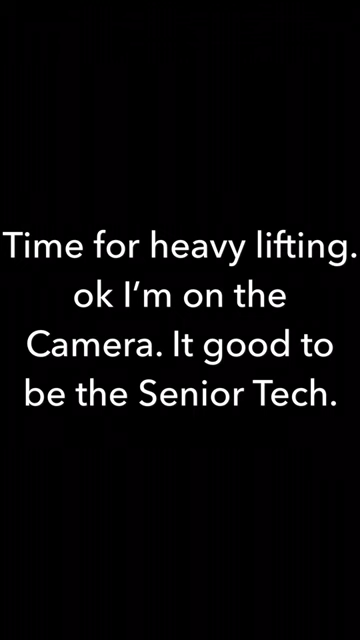 Time for heavy lifting.
ok I’m on the
Camera. It good to
be the Senior Tech.